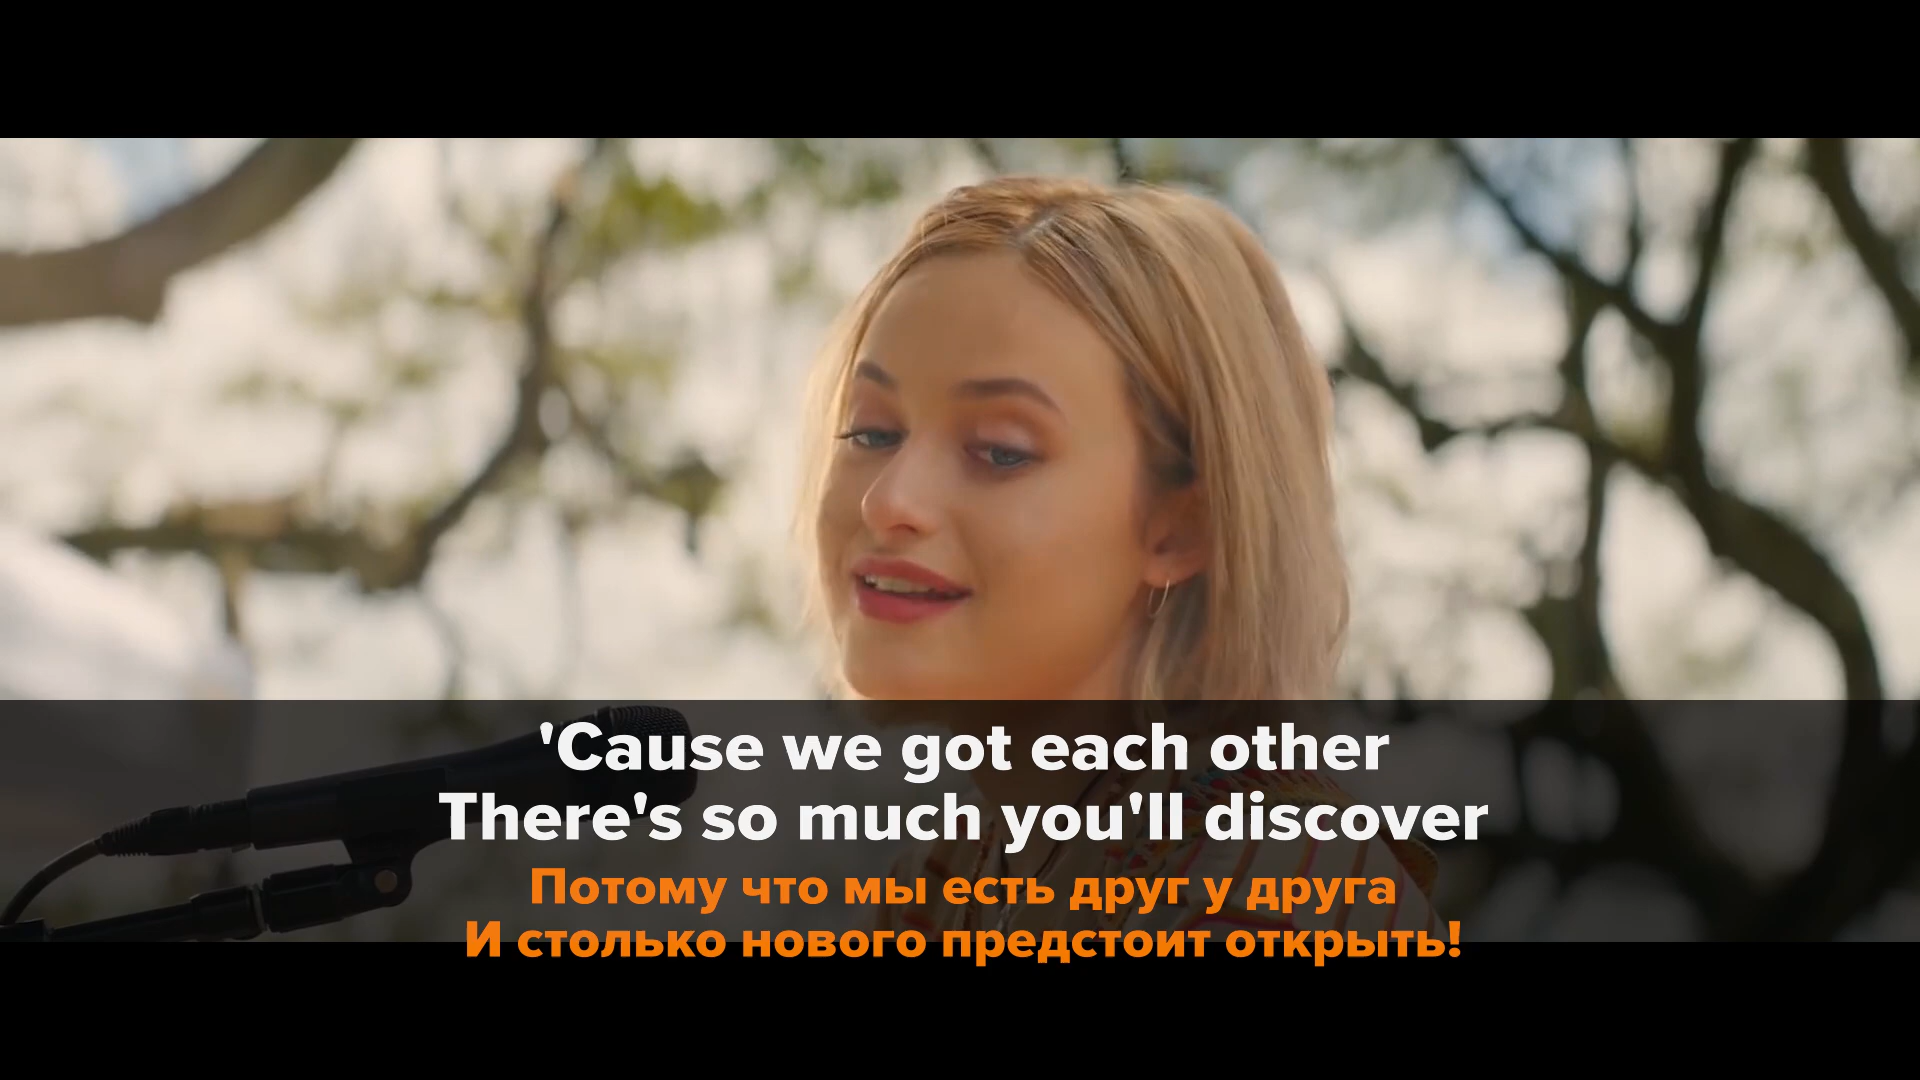 'Cause we got each other
There's so much you'll discover
Потому что мы есть друг у друга
И столько нового предстоит открыть!